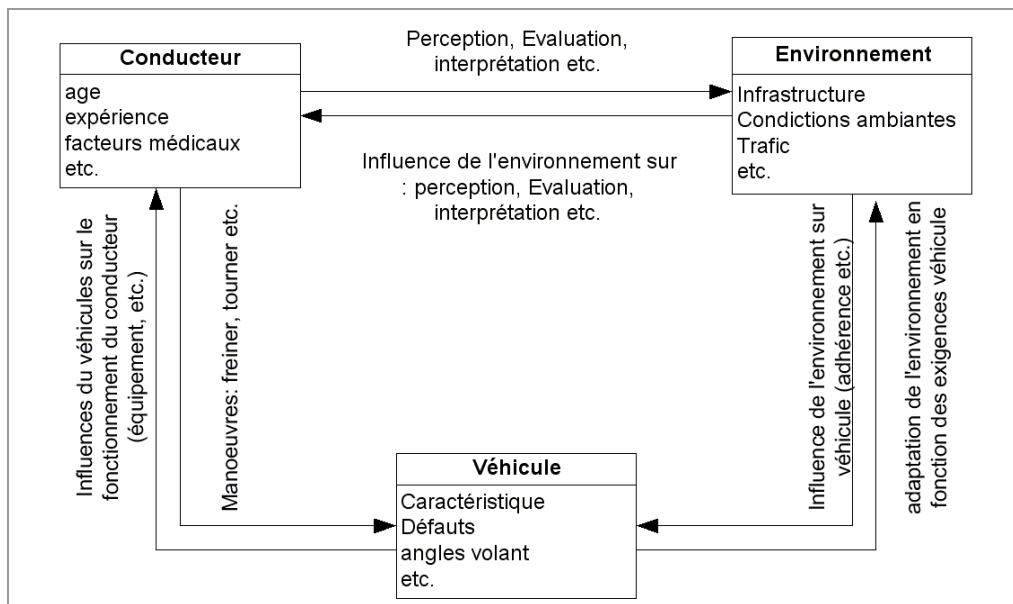 Conducteur
age
expérience
facteurs médicaux
etc.
Perception, Evaluation,
interprétation etc.
Environnement
Infrastructure
Condictions ambiantes
Trafic
etc.
Influence de l'environnement sur
: perception, Evaluation,
interprétation etc.
Influences du véhicules sur le
fonctionnement du conducteur
(équipement, etc.)
Manoeuvres: freiner, tourner etc.
Influence de l'environnement sur
véhicule (adhérence etc.)
adaptation de l'environnement en
fonction des exigences véhicule
Véhicule
Caractéristique
Défauts
angles volant
etc.